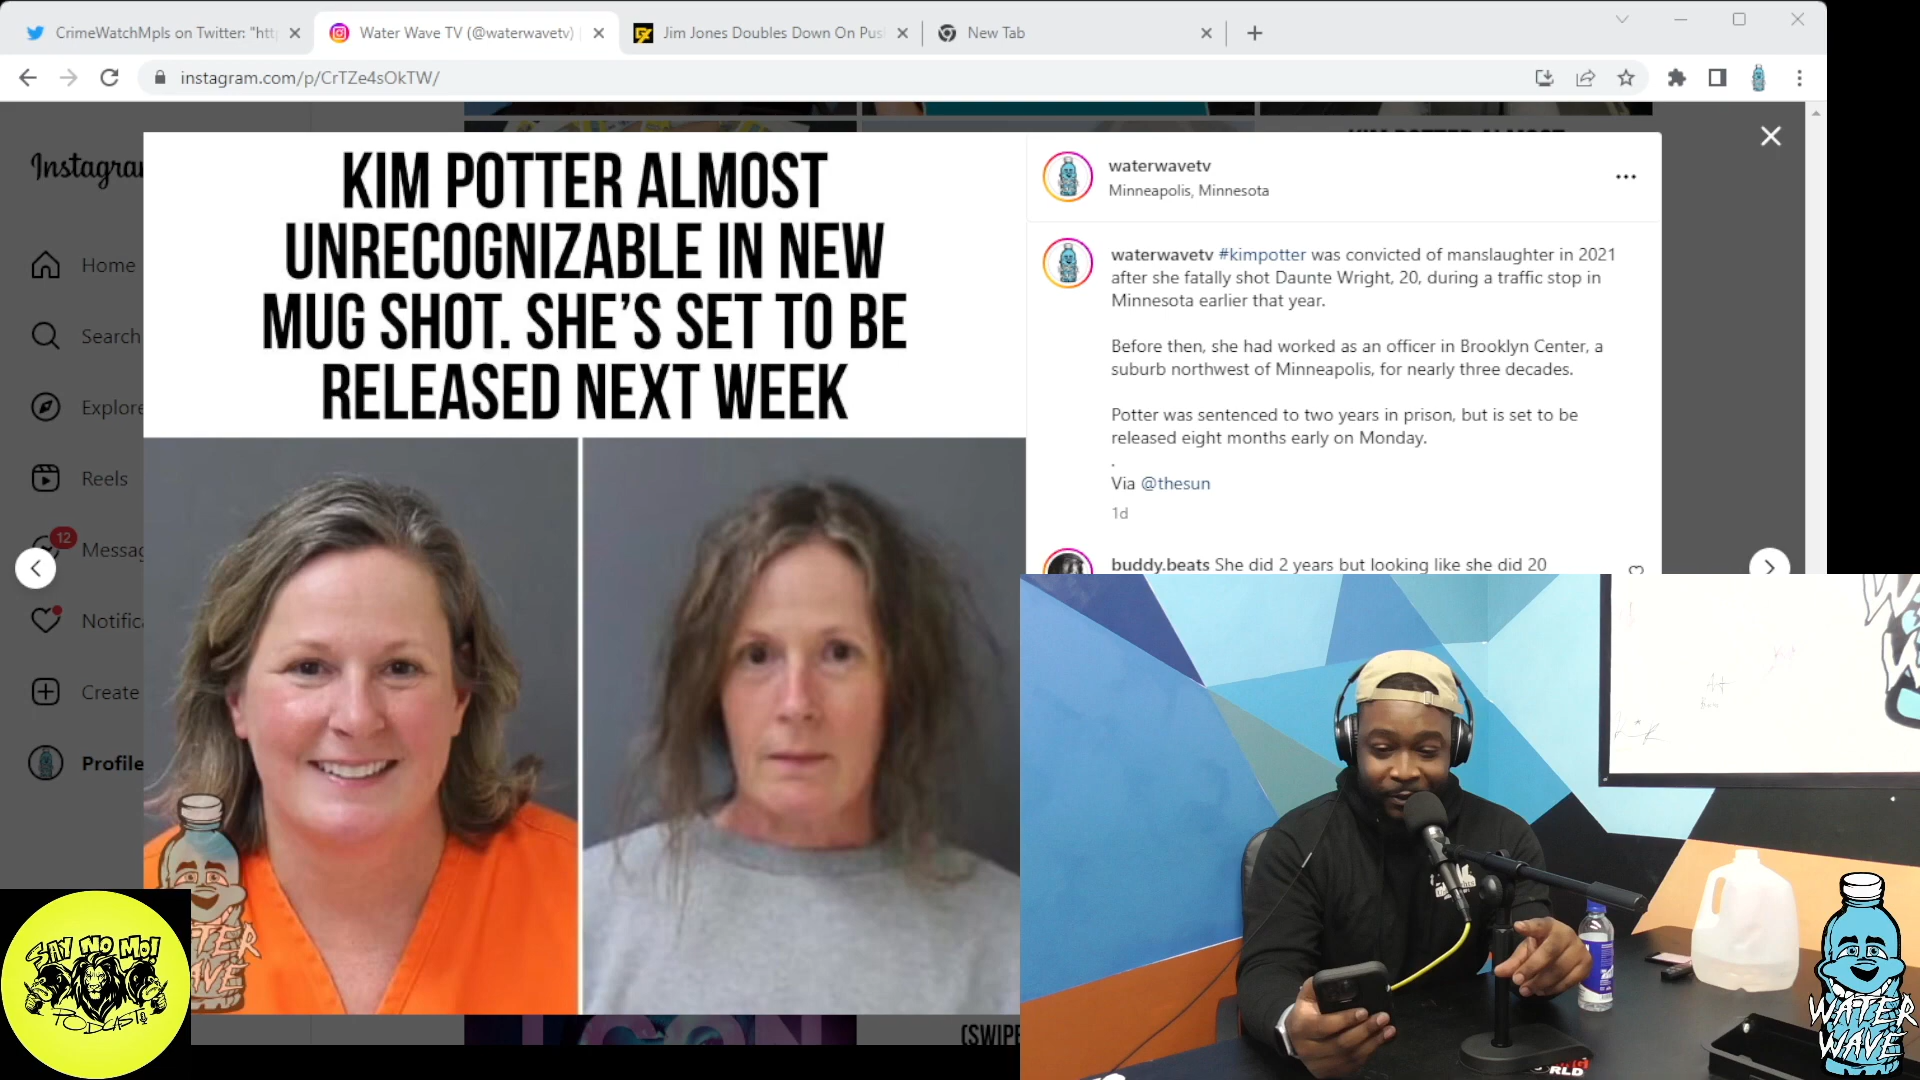 CrimeWatchMpls on Twitter: "htt
Water Wave TV (@waterwavetv)
Jim Jones Doubles Down On Pus
New Tab
instagram.com/p/CrTZe4sOkTW/
Instagram
Home
Search
Explore
Reels
12
Messag
Notific
Create
Profile
KIM POTTER ALMOST
UNRECOGNIZABLE IN NEW
MUG SHOT. SHE'S SET TO BE
RELEASED NEXT WEEK
waterwavetv
Minneapolis, Minnesota
waterwavetv #kimpotter was convicted of manslaughter in 2021
after she fatally shot Daunte Wright, 20, during a traffic stop in
Minnesota earlier that year.
Before then, she had worked as an officer in Brooklyn Center, a
suburb northwest of Minneapolis, for nearly three decades.
Potter was sentenced to two years in prison, but is set to be
released eight months early on Monday.
.
Via @thesun
1d
buddy.beats She did 2 years but looking like she did 20
(SWIPE
SAY NO MO!
PODCAST
WATER
WAVE